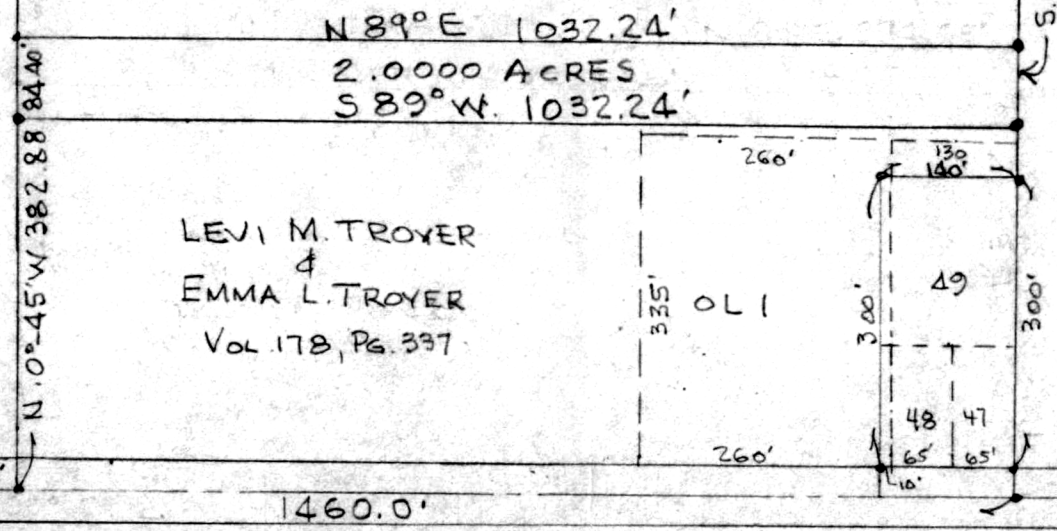 N 89° E 1032.24'
2.0000 ACRES
S 89° W. 1032.24'
S.
84.40'
N. 0°-45' W. 382.88
260'
130
140'
LEVI M. TROYER
&
EMMA L. TROYER
VOL. 178, PG. 337
335'
OL 1
300'
49
300'
48
47
260'
65'
65'
10'
1460.0'